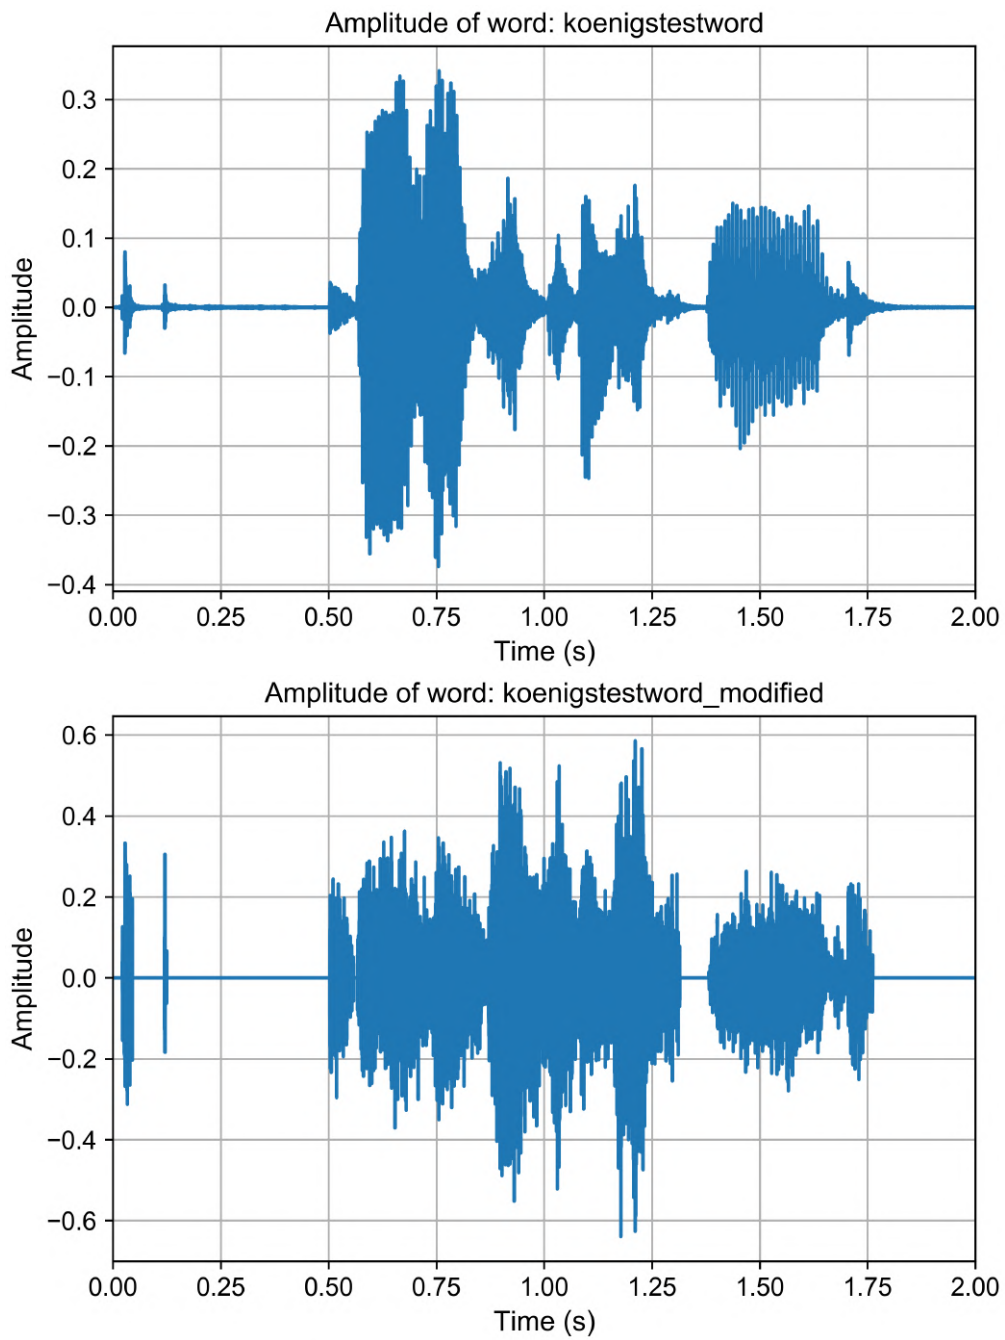 Amplitude of word: koenigstestword
0.3
0.2
0.1
0.0
−0.1
−0.2
−0.3
−0.4
Amplitude
0.00 0.25 0.50 0.75 1.00 1.25 1.50 1.75 2.00
Time (s)
Amplitude of word: koenigstestword_modified
0.6
0.4
0.2
0.0
−0.2
−0.4
−0.6
Amplitude
0.00 0.25 0.50 0.75 1.00 1.25 1.50 1.75 2.00
Time (s)